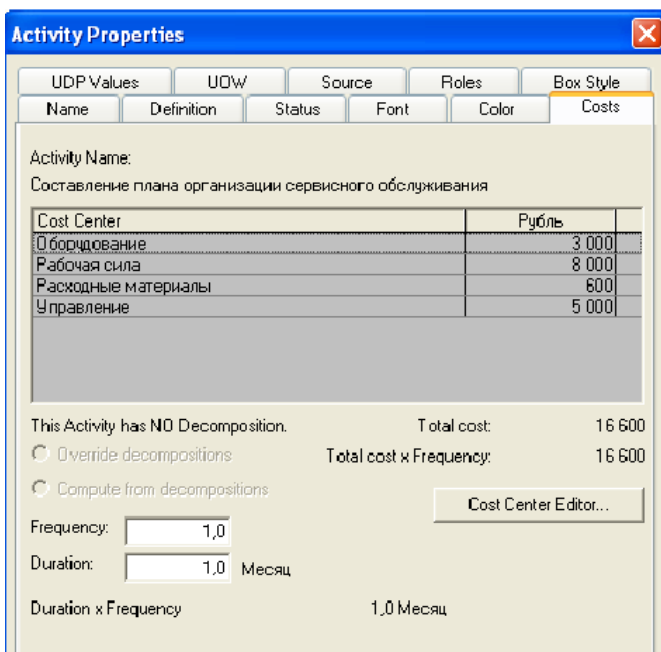 Activity Properties
UDP Values UOW Source Roles Box Style
Name Definition Status Font Color Costs
Activity Name:
Составление плана организации сервисного обслуживания
Cost Center Рубль
Оборудование 3 000
Рабочая сила 8 000
Расходные материалы 600
Управление 5 000
This Activity has NO Decomposition. Total cost: 16 600
Override decompositions Total cost x Frequency: 16 600
Compute from decompositions
Cost Center Editor...
Frequency: 1,0
Duration: 1,0 Месяц
Duration x Frequency 1,0 Месяц